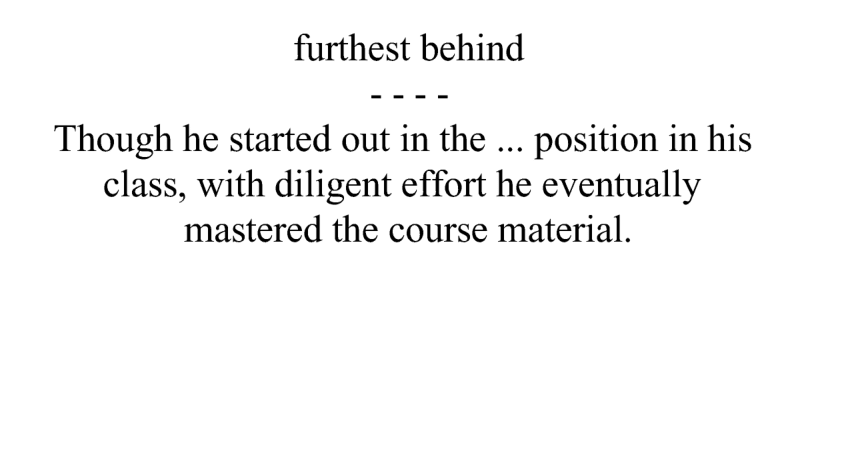 furthest behind
- - - -
Though he started out in the ... position in his
class, with diligent effort he eventually
mastered the course material.